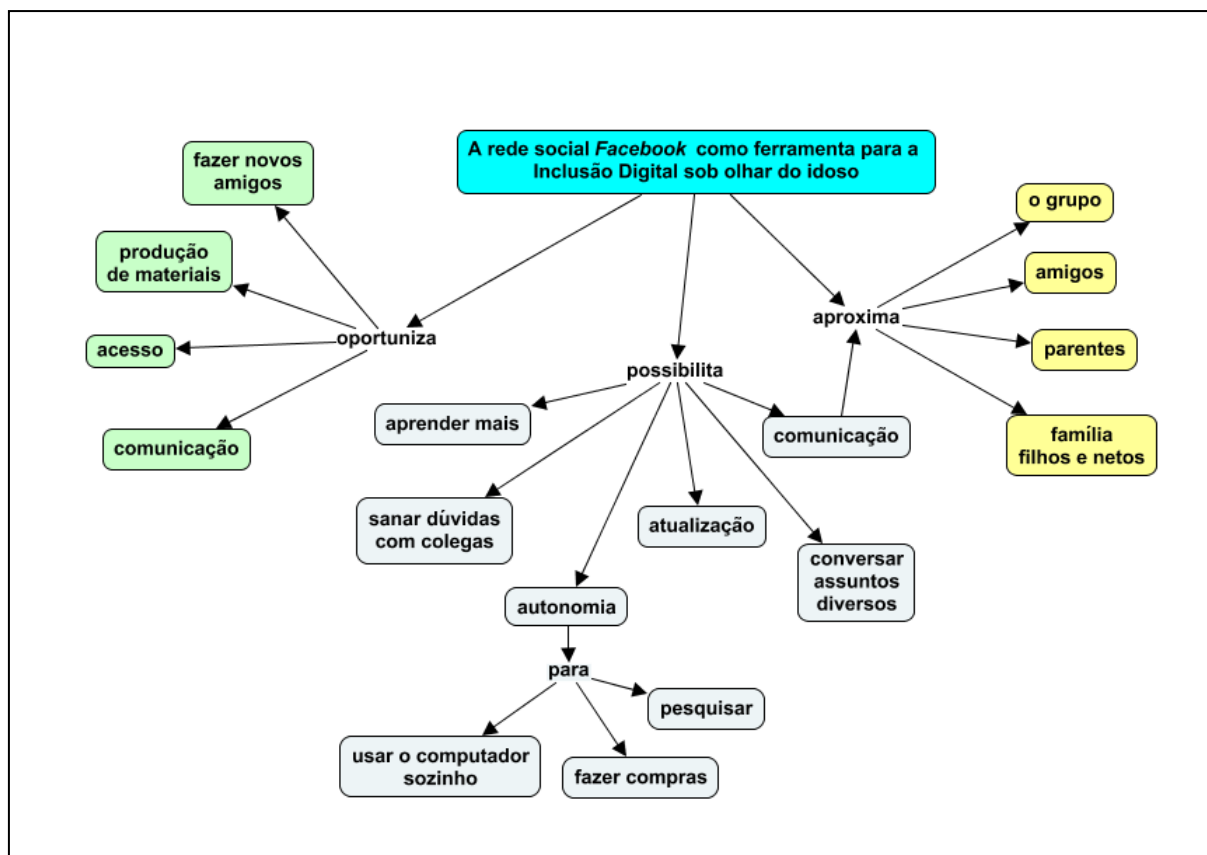 A rede social Facebook como ferramenta para a
Inclusão Digital sob olhar do idoso
fazer novos
amigos
produção
de materiais
acesso
comunicação
oportuniza
possibilita
aprender mais
sanar dúvidas
com colegas
autonomia
para
usar o computador
sozinho
fazer compras
pesquisar
atualização
conversar
assuntos
diversos
comunicação
aproxima
o grupo
amigos
parentes
família
filhos e netos